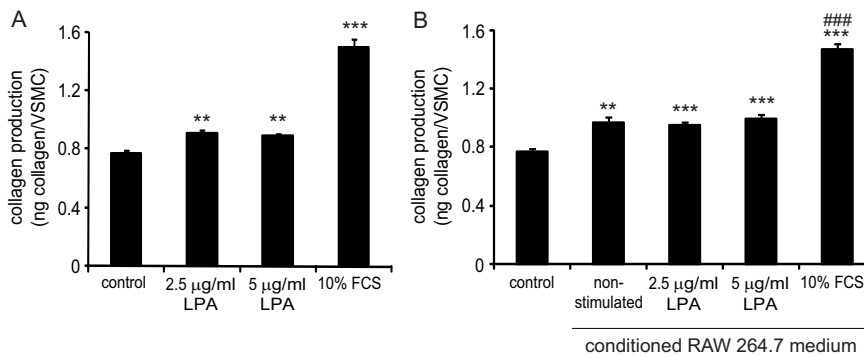 A
collagen production
(ng collagen/VSMC)
1.6
1.2
0.8
0.4
0
**
**
***
control
2.5 µg/ml
LPA
5 µg/ml
LPA
10% FCS
B
collagen production
(ng collagen/VSMC)
1.6
1.2
0.8
0.4
0
**
***
***
###
***
control
non-
stimulated
2.5 µg/ml
LPA
5 µg/ml
LPA
10% FCS
conditioned RAW 264.7 medium